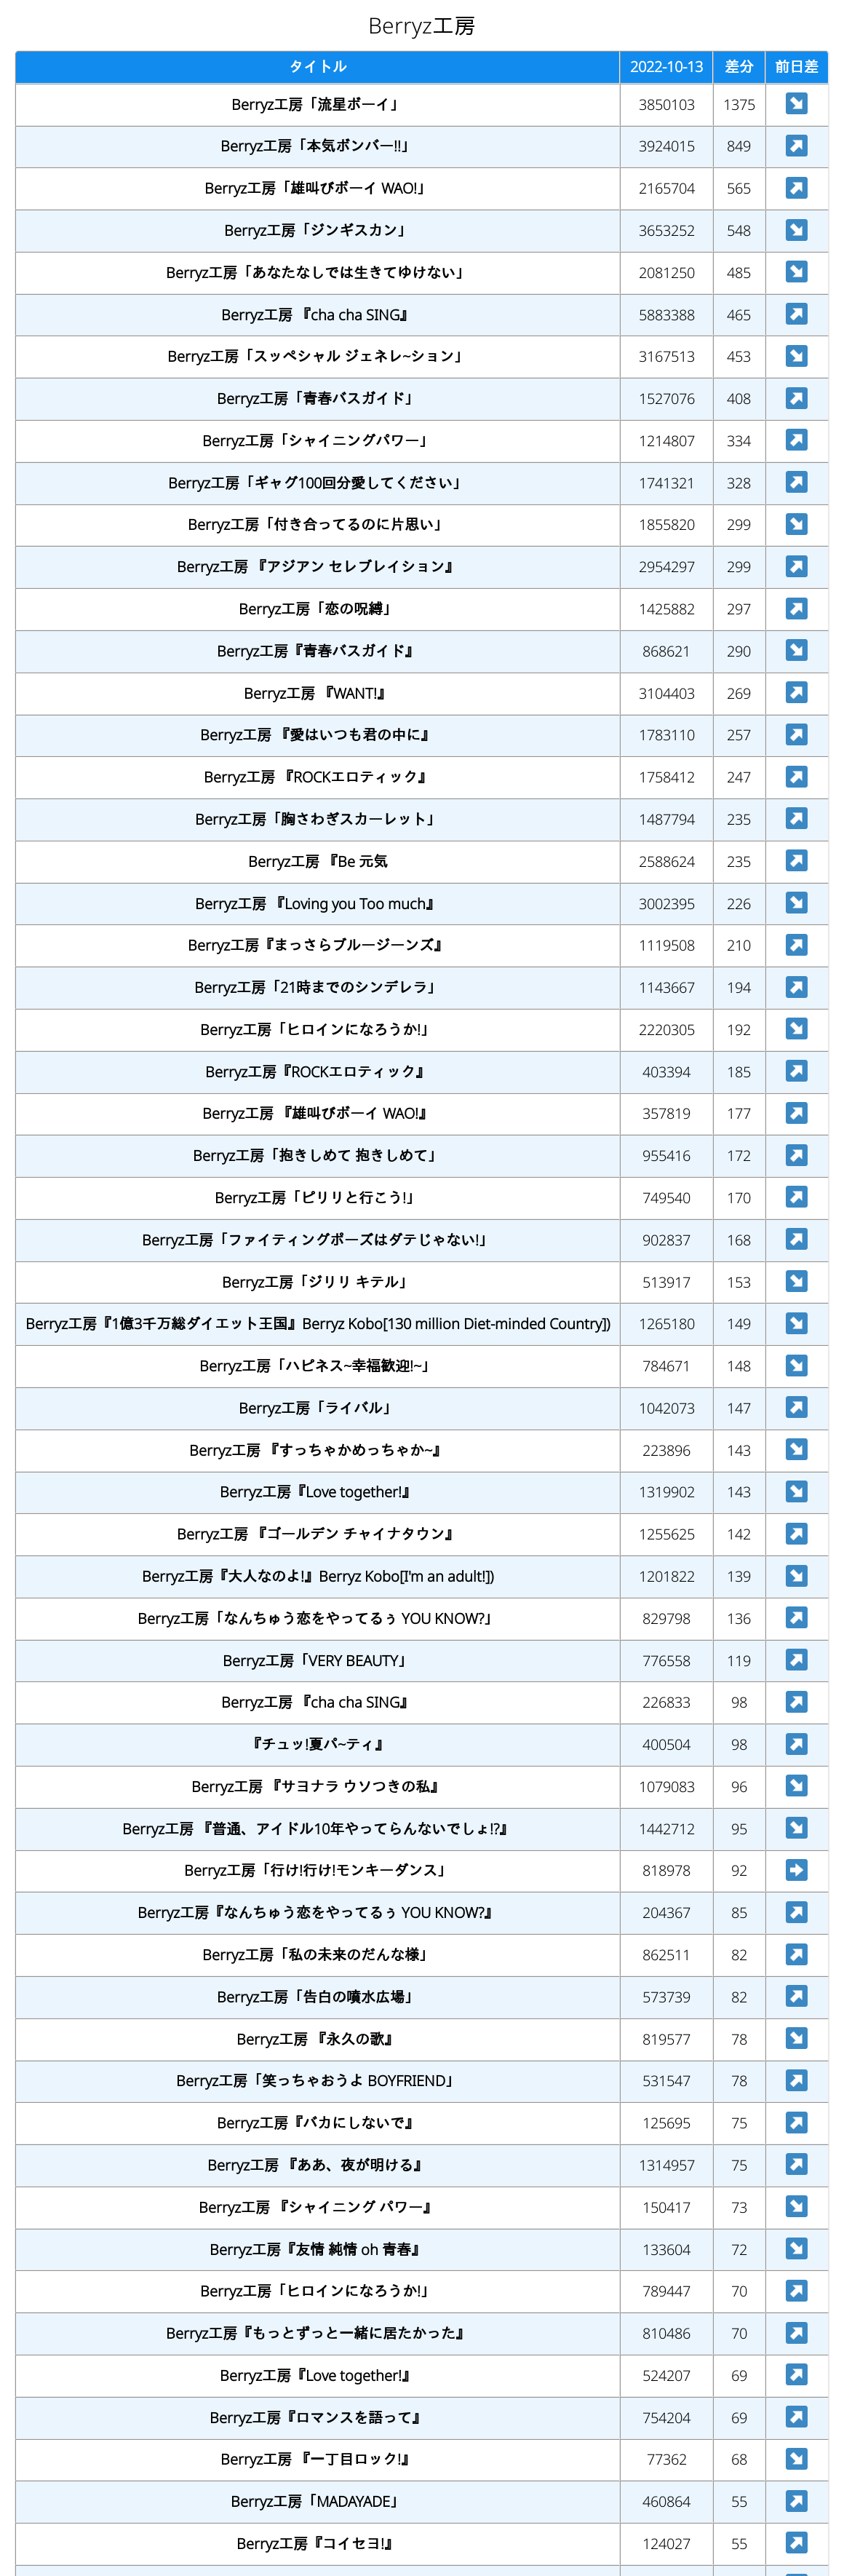 Berryz工房
タイトル 2022-10-13 差分 前日差
Berryz工房「流星ボーイ」 3850103 1375
Berryz工房「本気ボンバー!!」 3924015 849
Berryz工房「雄叫びボーイ WAO!」 2165704 565
Berryz工房「ジンギスカン」 3653252 548
Berryz工房「あなたなしでは生きてゆけない」 2081250 485
Berryz工房 『cha cha SING』 5883388 465
Berryz工房「スッペシャル ジェネレ~ション」 3167513 453
Berryz工房「青春バスガイド」 1527076 408
Berryz工房「シャイニングパワー」 1214807 334
Berryz工房「ギャグ100回分愛してください」 1741321 328
Berryz工房「付き合ってるのに片思い」 1855820 299
Berryz工房 『アジアン セレブレイション』 2954297 299
Berryz工房「恋の呪縛」 1425882 297
Berryz工房『青春バスガイド』 868621 290
Berryz工房 『WANT!』 3104403 269
Berryz工房 『愛はいつも君の中に』 1783110 257
Berryz工房 『ROCKエロティック』 1758412 247
Berryz工房「胸さわぎスカーレット」 1487794 235
Berryz工房 『Be 元気 2588624 235
Berryz工房 『Loving you Too much』 3002395 226
Berryz工房『まっさらブルージーンズ』 1119508 210
Berryz工房「21時までのシンデレラ」 1143667 194
Berryz工房「ヒロインになろうか!」 2220305 192
Berryz工房『ROCKエロティック』 403394 185
Berryz工房 『雄叫びボーイ WAO!』 357819 177
Berryz工房「抱きしめて 抱きしめて」 955416 172
Berryz工房「ピリリと行こう!」 749540 170
Berryz工房「ファイティングポーズはダテじゃない!」 902837 168
Berryz工房「ジリリ キテル」 513917 153
Berryz工房『1億3千万総ダイエット王国』Berryz Kobo[130 million Diet-minded Country]) 1265180 149
Berryz工房「ハピネス~幸福歓迎!~」 784671 148
Berryz工房「ライバル」 1042073 147
Berryz工房 『すっちゃかめっちゃか~』 223896 143
Berryz工房『Love together!』 1319902 143
Berryz工房 『ゴールデン チャイナタウン』 1255625 142
Berryz工房『大人なのよ!』Berryz Kobo[I'm an adult!]) 1201822 139
Berryz工房「なんちゅう恋をやってるぅ YOU KNOW?」 829798 136
Berryz工房「VERY BEAUTY」 776558 119
Berryz工房 『cha cha SING』 226833 98
『チュッ!夏パ~ティ』 400504 98
Berryz工房 『サヨナラ ウソつきの私』 1079083 96
Berryz工房 『普通、アイドル10年やってらんないでしょ!?』 1442712 95
Berryz工房「行け!行け!モンキーダンス」 818978 92
Berryz工房『なんちゅう恋をやってるぅ YOU KNOW?』 204367 85
Berryz工房「私の未来のだんな様」 862511 82
Berryz工房「告白の噴水広場」 573739 82
Berryz工房 『永久の歌』 819577 78
Berryz工房「笑っちゃおうよ BOYFRIEND」 531547 78
Berryz工房『バカにしないで』 125695 75
Berryz工房 『ああ、夜が明ける』 1314957 75
Berryz工房 『シャイニング パワー』 150417 73
Berryz工房『友情 純情 oh 青春』 133604 72
Berryz工房「ヒロインになろうか!」 789447 70
Berryz工房『もっとずっと一緒に居たかった』 810486 70
Berryz工房『Love together!』 524207 69
Berryz工房『ロマンスを語って』 754204 69
Berryz工房 『一丁目ロック!』 77362 68
Berryz工房「MADAYADE」 460864 55
Berryz工房『コイセヨ!』 124027 55